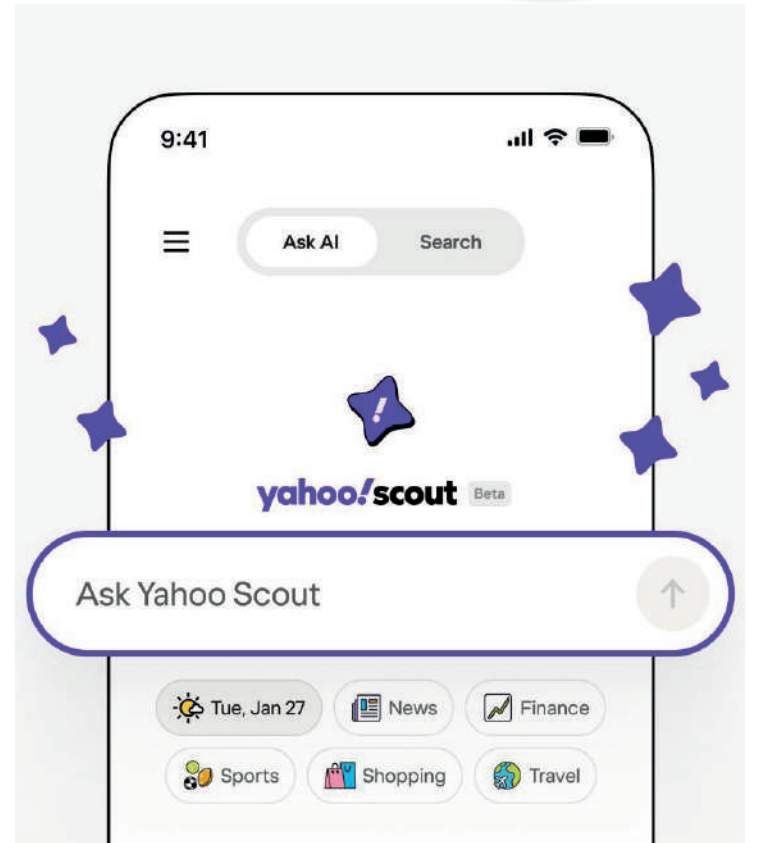 9:41
Ask AI Search
!
yahoo!scout Beta
Ask Yahoo Scout
Tue, Jan 27 News Finance
Sports Shopping Travel